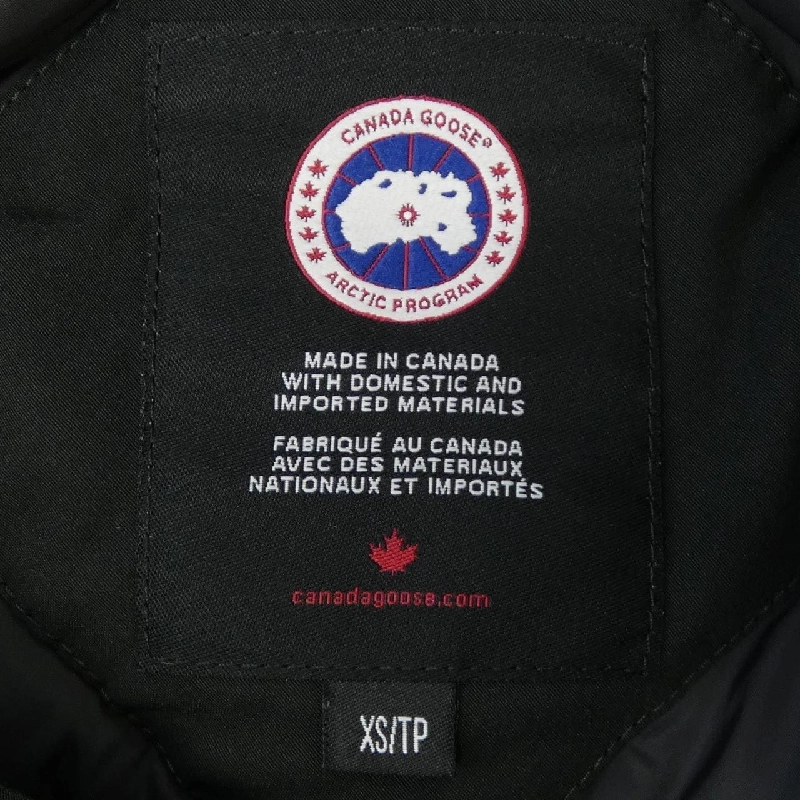 CANADA GOOSE®
ARCTIC PROGRAM
MADE IN CANADA
WITH DOMESTIC AND
IMPORTED MATERIALS
FABRIQUÉ AU CANADA
AVEC DES MATERIAUX
NATIONAUX ET IMPORTÉS
canadagoose.com
XS/TP